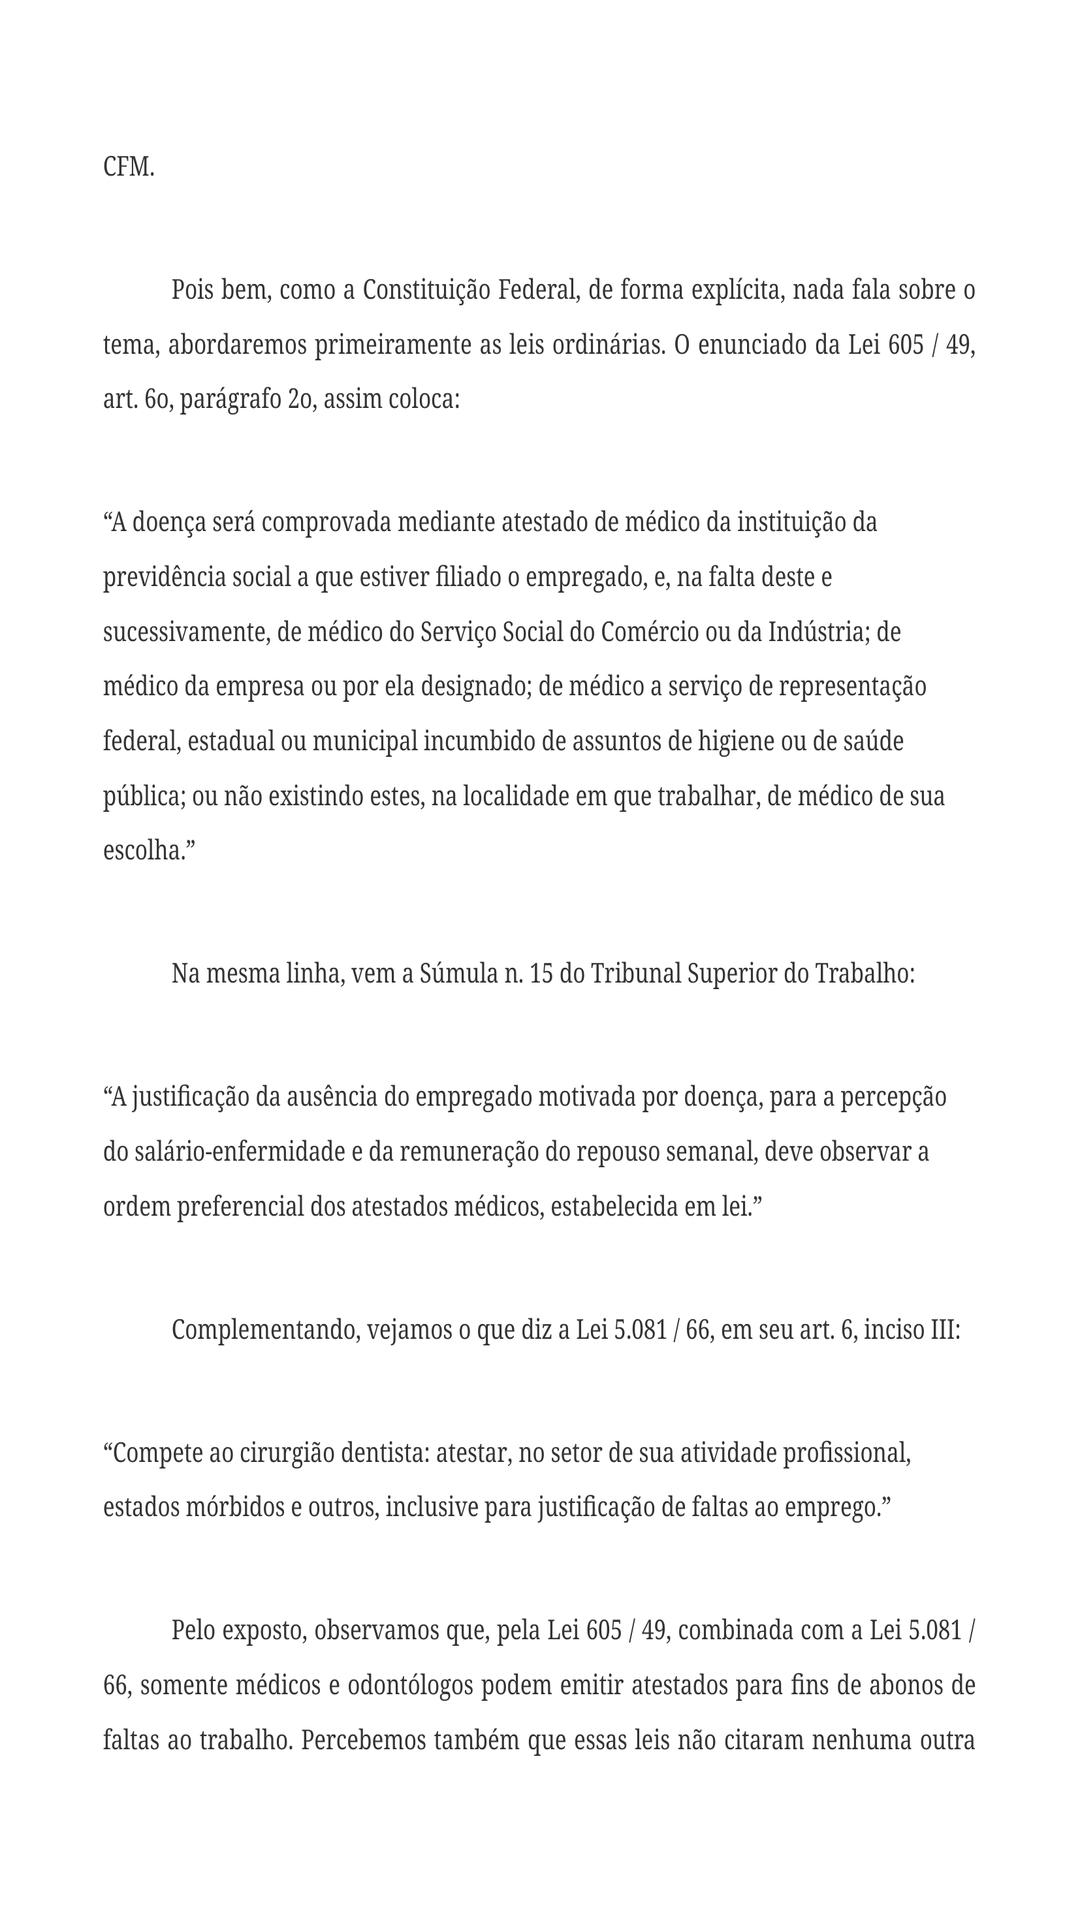 CFM.
Pois bem, como a Constituição Federal, de forma explícita, nada fala sobre o
tema, abordaremos primeiramente as leis ordinárias. O enunciado da Lei 605 / 49,
art. 6o, parágrafo 2o, assim coloca:
“A doença será comprovada mediante atestado de médico da instituição da
previdência social a que estiver filiado o empregado, e, na falta deste e
sucessivamente, de médico do Serviço Social do Comércio ou da Indústria; de
médico da empresa ou por ela designado; de médico a serviço de representação
federal, estadual ou municipal incumbido de assuntos de higiene ou de saúde
pública; ou não existindo estes, na localidade em que trabalhar, de médico de sua
escolha.”
Na mesma linha, vem a Súmula n. 15 do Tribunal Superior do Trabalho:
“A justificação da ausência do empregado motivada por doença, para a percepção
do salário-enfermidade e da remuneração do repouso semanal, deve observar a
ordem preferencial dos atestados médicos, estabelecida em lei.”
Complementando, vejamos o que diz a Lei 5.081 / 66, em seu art. 6, inciso III:
“Compete ao cirurgião dentista: atestar, no setor de sua atividade profissional,
estados mórbidos e outros, inclusive para justificação de faltas ao emprego.”
Pelo exposto, observamos que, pela Lei 605 / 49, combinada com a Lei 5.081 /
66, somente médicos e odontólogos podem emitir atestados para fins de abonos de
faltas ao trabalho. Percebemos também que essas leis não citaram nenhuma outra